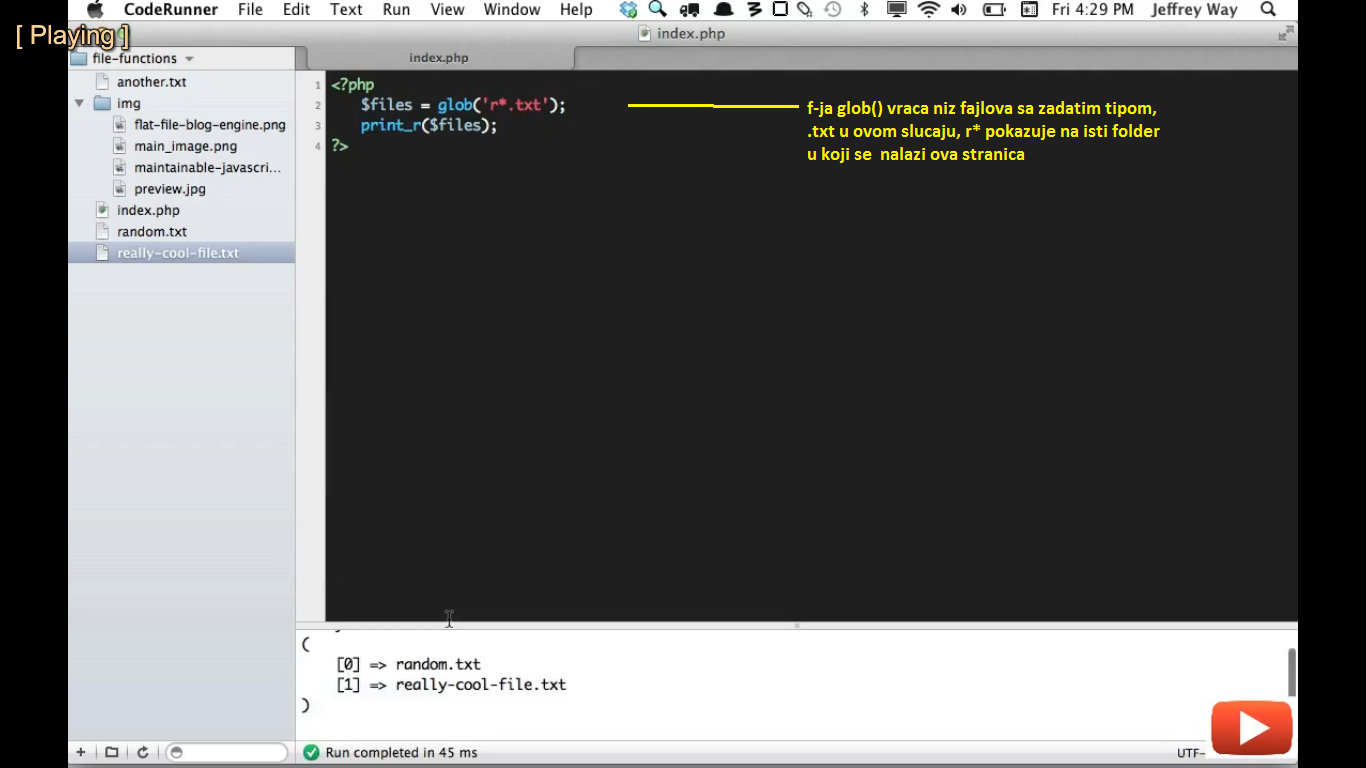 CodeRunner File Edit Text Run View Window Help Fri 4:29 PM Jeffrey Way
[ Playing ]
index.php
file-functions
index.php
another.txt
img
flat-file-blog-engine.png
main_image.png
maintainable-javascri...
preview.jpg
index.php
random.txt
really-cool-file.txt
1 <?php
2 $files = glob('r*.txt');
3 print_r($files);
4 ?>
f-ja glob() vraca niz fajlova sa zadatim tipom,
.txt u ovom slucaju, r* pokazuje na isti folder
u koji se nalazi ova stranica
(
[0] => random.txt
[1] => really-cool-file.txt
)
Run completed in 45 ms
UTF-